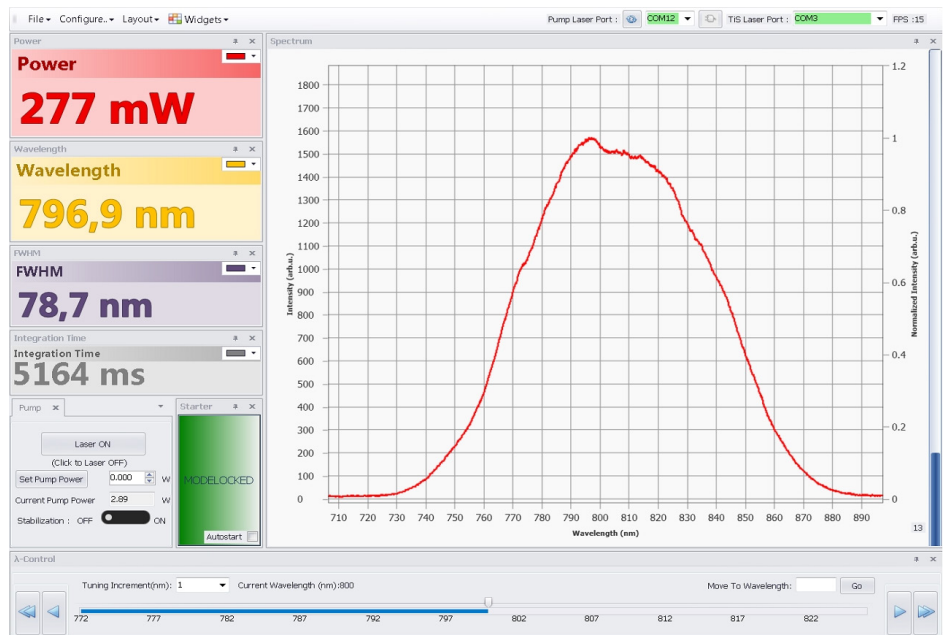 File Configure.. Layout Widgets Pump Laser Port : COM12 TiS Laser Port : COM3 FPS :15
Power
Power
277 mW
Wavelength
Wavelength
796,9 nm
FWHM
FWHM
78,7 nm
Integration Time
Integration Time
5164 ms
Pump
Laser ON
(Click to Laser OFF)
Set Pump Power 0.000 W
Current Pump Power 2.89 W
Stabilization : OFF ON
Starter
MODELOCKED
Autostart
Spectrum
1800
1700
1600
1500
1400
1300
1200
1100
1000
900
800
700
600
500
400
300
200
100
0
Intensity (arb.u.)
710 720 730 740 750 760 770 780 790 800 810 820 830 840 850 860 870 880 890
Wavelength (nm)
1.2
1
0.8
0.6
0.4
0.2
0
Normalized Intensity (arb.u.)
13
λ-Control
Tuning Increment(nm): 1 Current Wavelength (nm):800 Move To Wavelength: Go
772 777 782 787 792 797 802 807 812 817 822